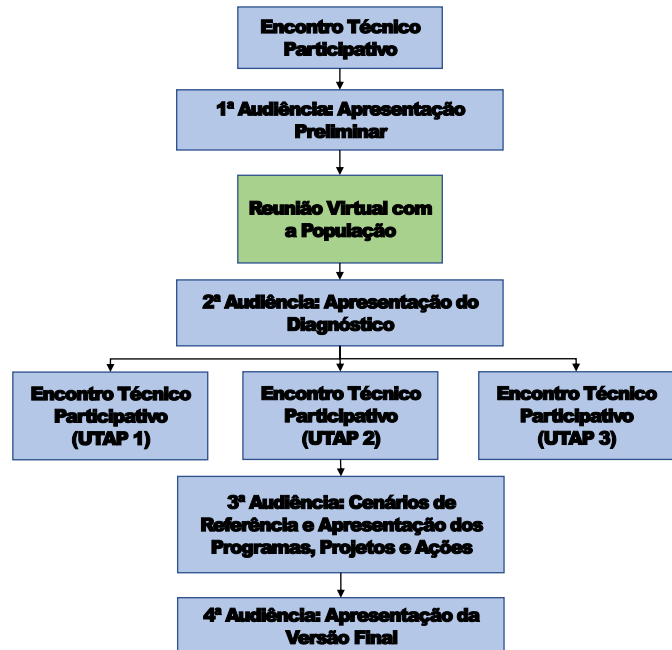 Encontro Técnico
Participativo
1ª Audiência: Apresentação
Preliminar
Reunião Virtual com
a População
2ª Audiência: Apresentação do
Diagnóstico
Encontro Técnico
Participativo
(UTAP 1)
Encontro Técnico
Participativo
(UTAP 2)
Encontro Técnico
Participativo
(UTAP 3)
3ª Audiência: Cenários de
Referência e Apresentação dos
Programas, Projetos e Ações
4ª Audiência: Apresentação da
Versão Final